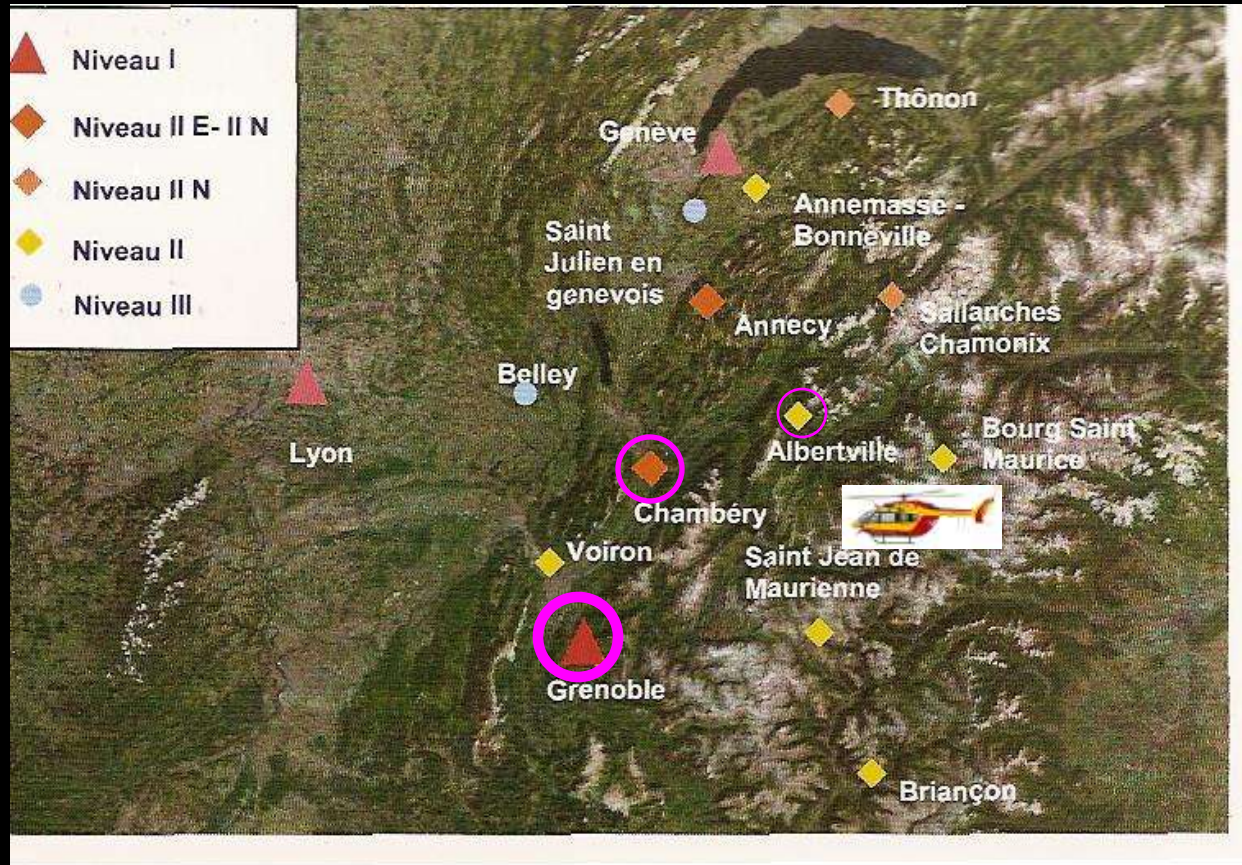 Niveau I
Niveau II E- II N
Niveau II N
Niveau II
Niveau III
Thônon
Genève
Annemasse -
Bonneville
Saint
Julien en
genevois
Annecy
Sallanches
Chamonix
Belley
Lyon
Albertville
Bourg Saint
Maurice
Chambéry
Voiron
Saint Jean de
Maurienne
Grenoble
Briançon